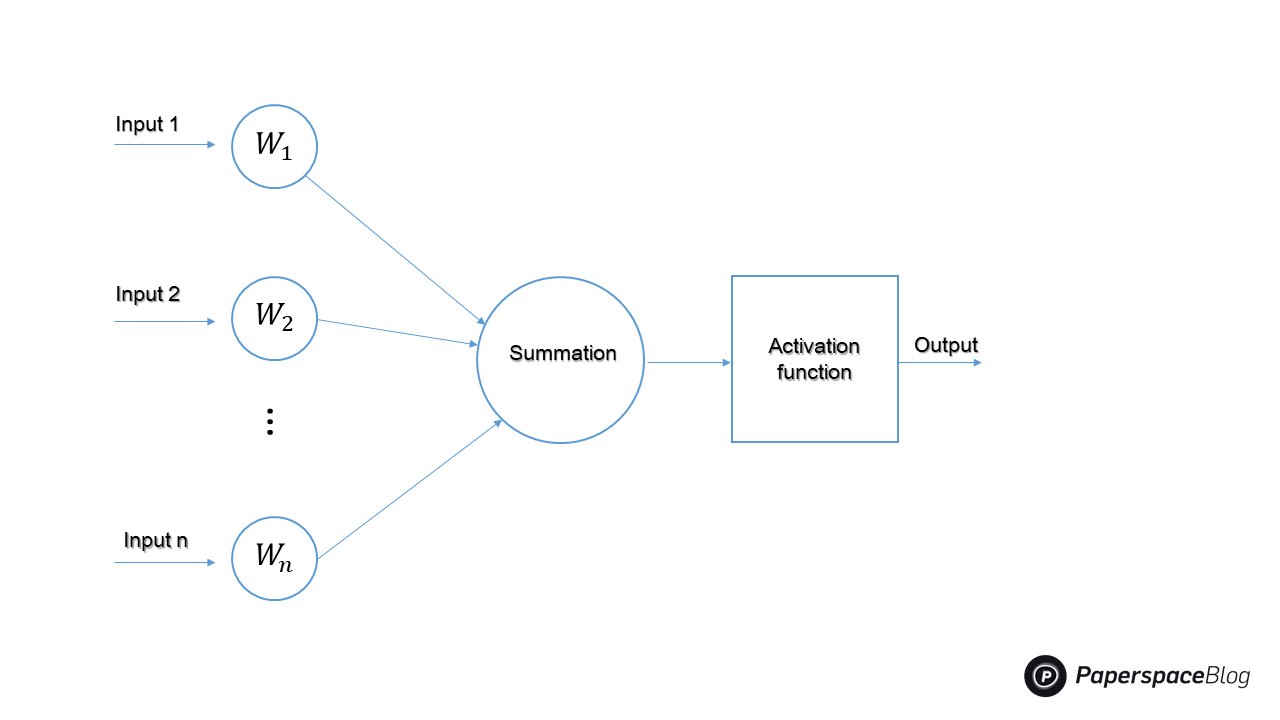 Input 1
W₁
Input 2
W₂
⋮
Summation
Activation
function
Output
Input n
Wₙ
P PaperspaceBlog